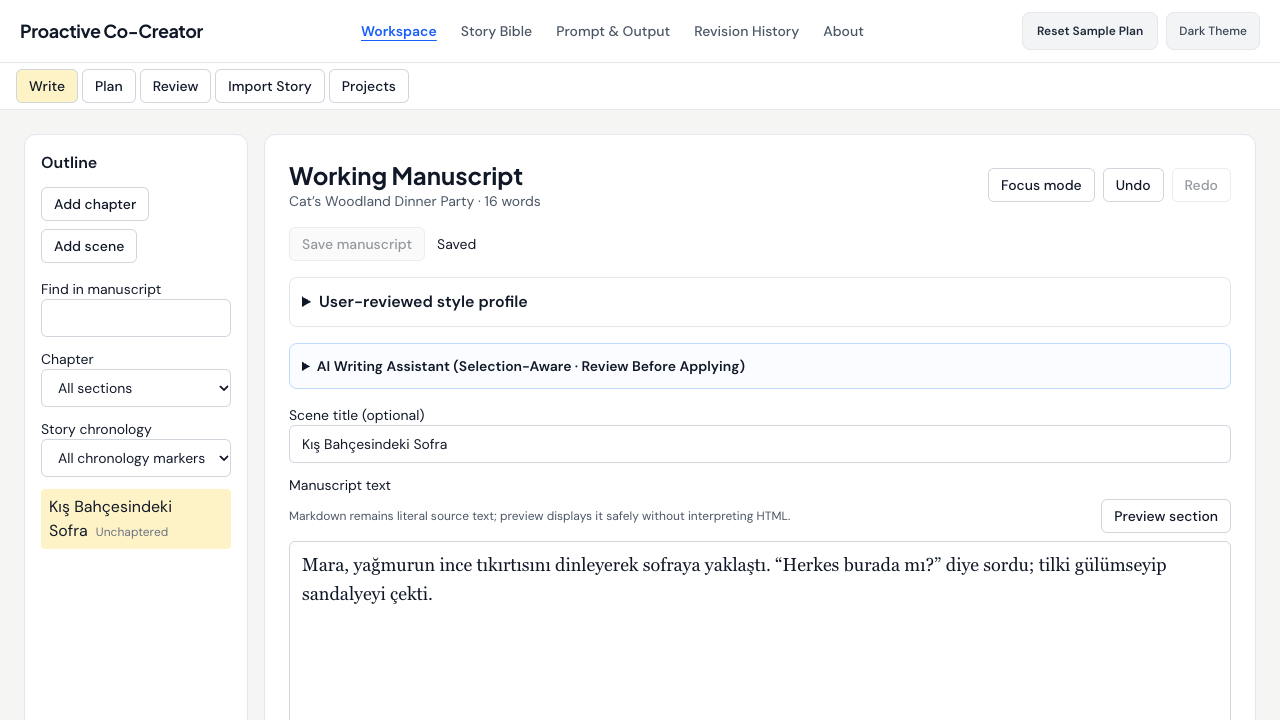 Proactive Co-Creator
Workspace
Story Bible
Prompt & Output
Revision History
About
Reset Sample Plan
Dark Theme
Write
Plan
Review
Import Story
Projects
Outline
Add chapter
Add scene
Find in manuscript
Chapter
All sections
Story chronology
All chronology markers
Kış Bahçesindeki
Sofra Unchaptered
Working Manuscript
Cat’s Woodland Dinner Party · 16 words
Focus mode
Undo
Redo
Save manuscript
Saved
User-reviewed style profile
AI Writing Assistant (Selection-Aware · Review Before Applying)
Scene title (optional)
Kış Bahçesindeki Sofra
Manuscript text
Markdown remains literal source text; preview displays it safely without interpreting HTML.
Preview section
Mara, yağmurun ince tıkırtısını dinleyerek sofraya yaklaştı. “Herkes burada mı?” diye sordu; tilki gülümseyip
sandalyeyi çekti.